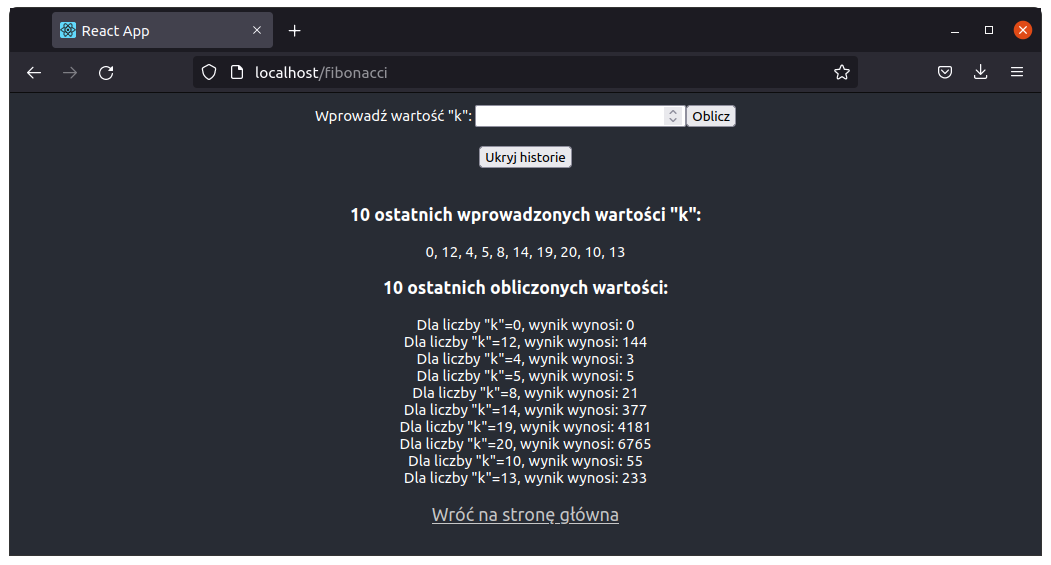 React App
localhost/fibonacci
Wprowadź wartość "k": Oblicz
Ukryj historie
10 ostatnich wprowadzonych wartości "k":
0, 12, 4, 5, 8, 14, 19, 20, 10, 13
10 ostatnich obliczonych wartości:
Dla liczby "k"=0, wynik wynosi: 0
Dla liczby "k"=12, wynik wynosi: 144
Dla liczby "k"=4, wynik wynosi: 3
Dla liczby "k"=5, wynik wynosi: 5
Dla liczby "k"=8, wynik wynosi: 21
Dla liczby "k"=14, wynik wynosi: 377
Dla liczby "k"=19, wynik wynosi: 4181
Dla liczby "k"=20, wynik wynosi: 6765
Dla liczby "k"=10, wynik wynosi: 55
Dla liczby "k"=13, wynik wynosi: 233
Wróć na stronę główna